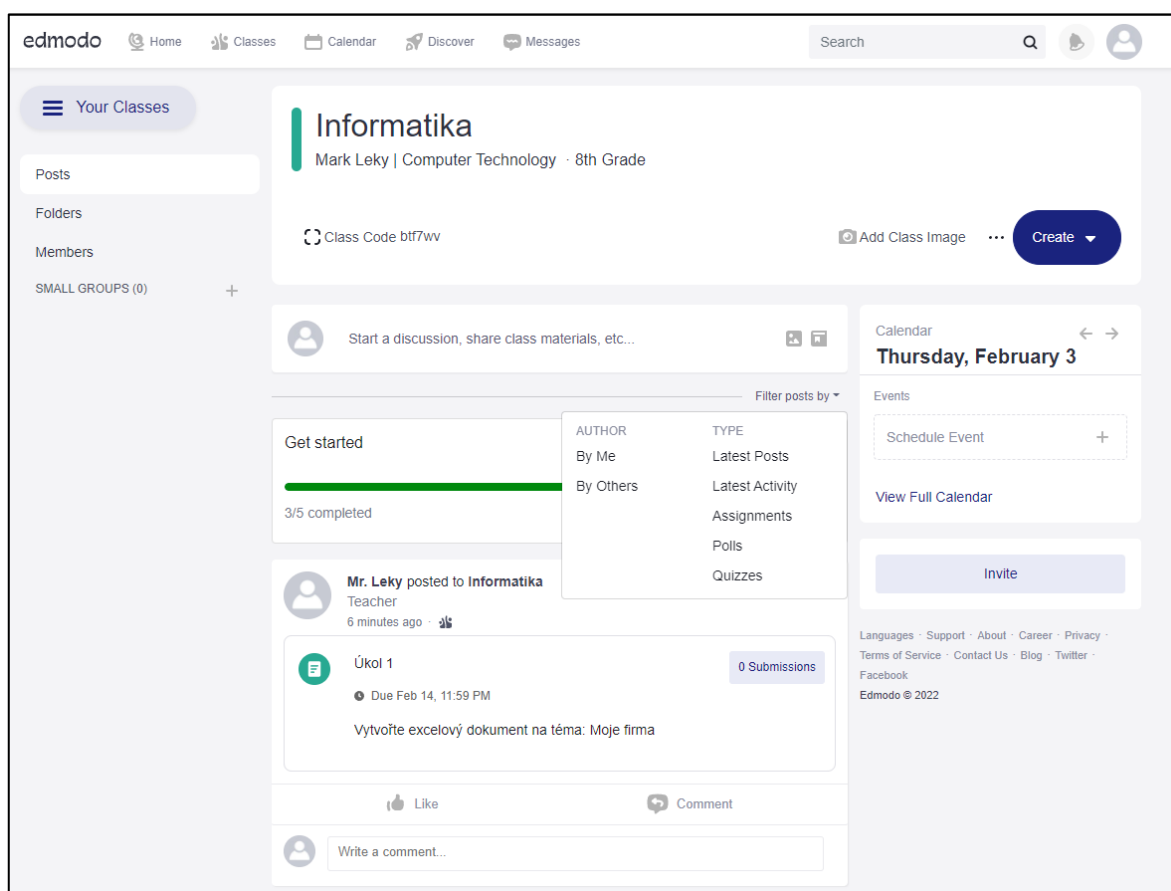 edmodo Home Classes Calendar Discover Messages Search
Your Classes
Posts
Folders
Members
SMALL GROUPS (0) +
Informatika
Mark Leky | Computer Technology · 8th Grade
Class Code btf7wv Add Class Image ... Create
Start a discussion, share class materials, etc...
Filter posts by
AUTHOR
By Me
By Others
TYPE
Latest Posts
Latest Activity
Assignments
Polls
Quizzes
Get started
3/5 completed
Mr. Leky posted to Informatika
Teacher
6 minutes ago ·
Úkol 1 0 Submissions
Due Feb 14, 11:59 PM
Vytvořte excelový dokument na téma: Moje firma
Like Comment
Write a comment...
Calendar
Thursday, February 3
Events
Schedule Event +
View Full Calendar
Invite
Languages · Support · About · Career · Privacy ·
Terms of Service · Contact Us · Blog · Twitter ·
Facebook
Edmodo © 2022